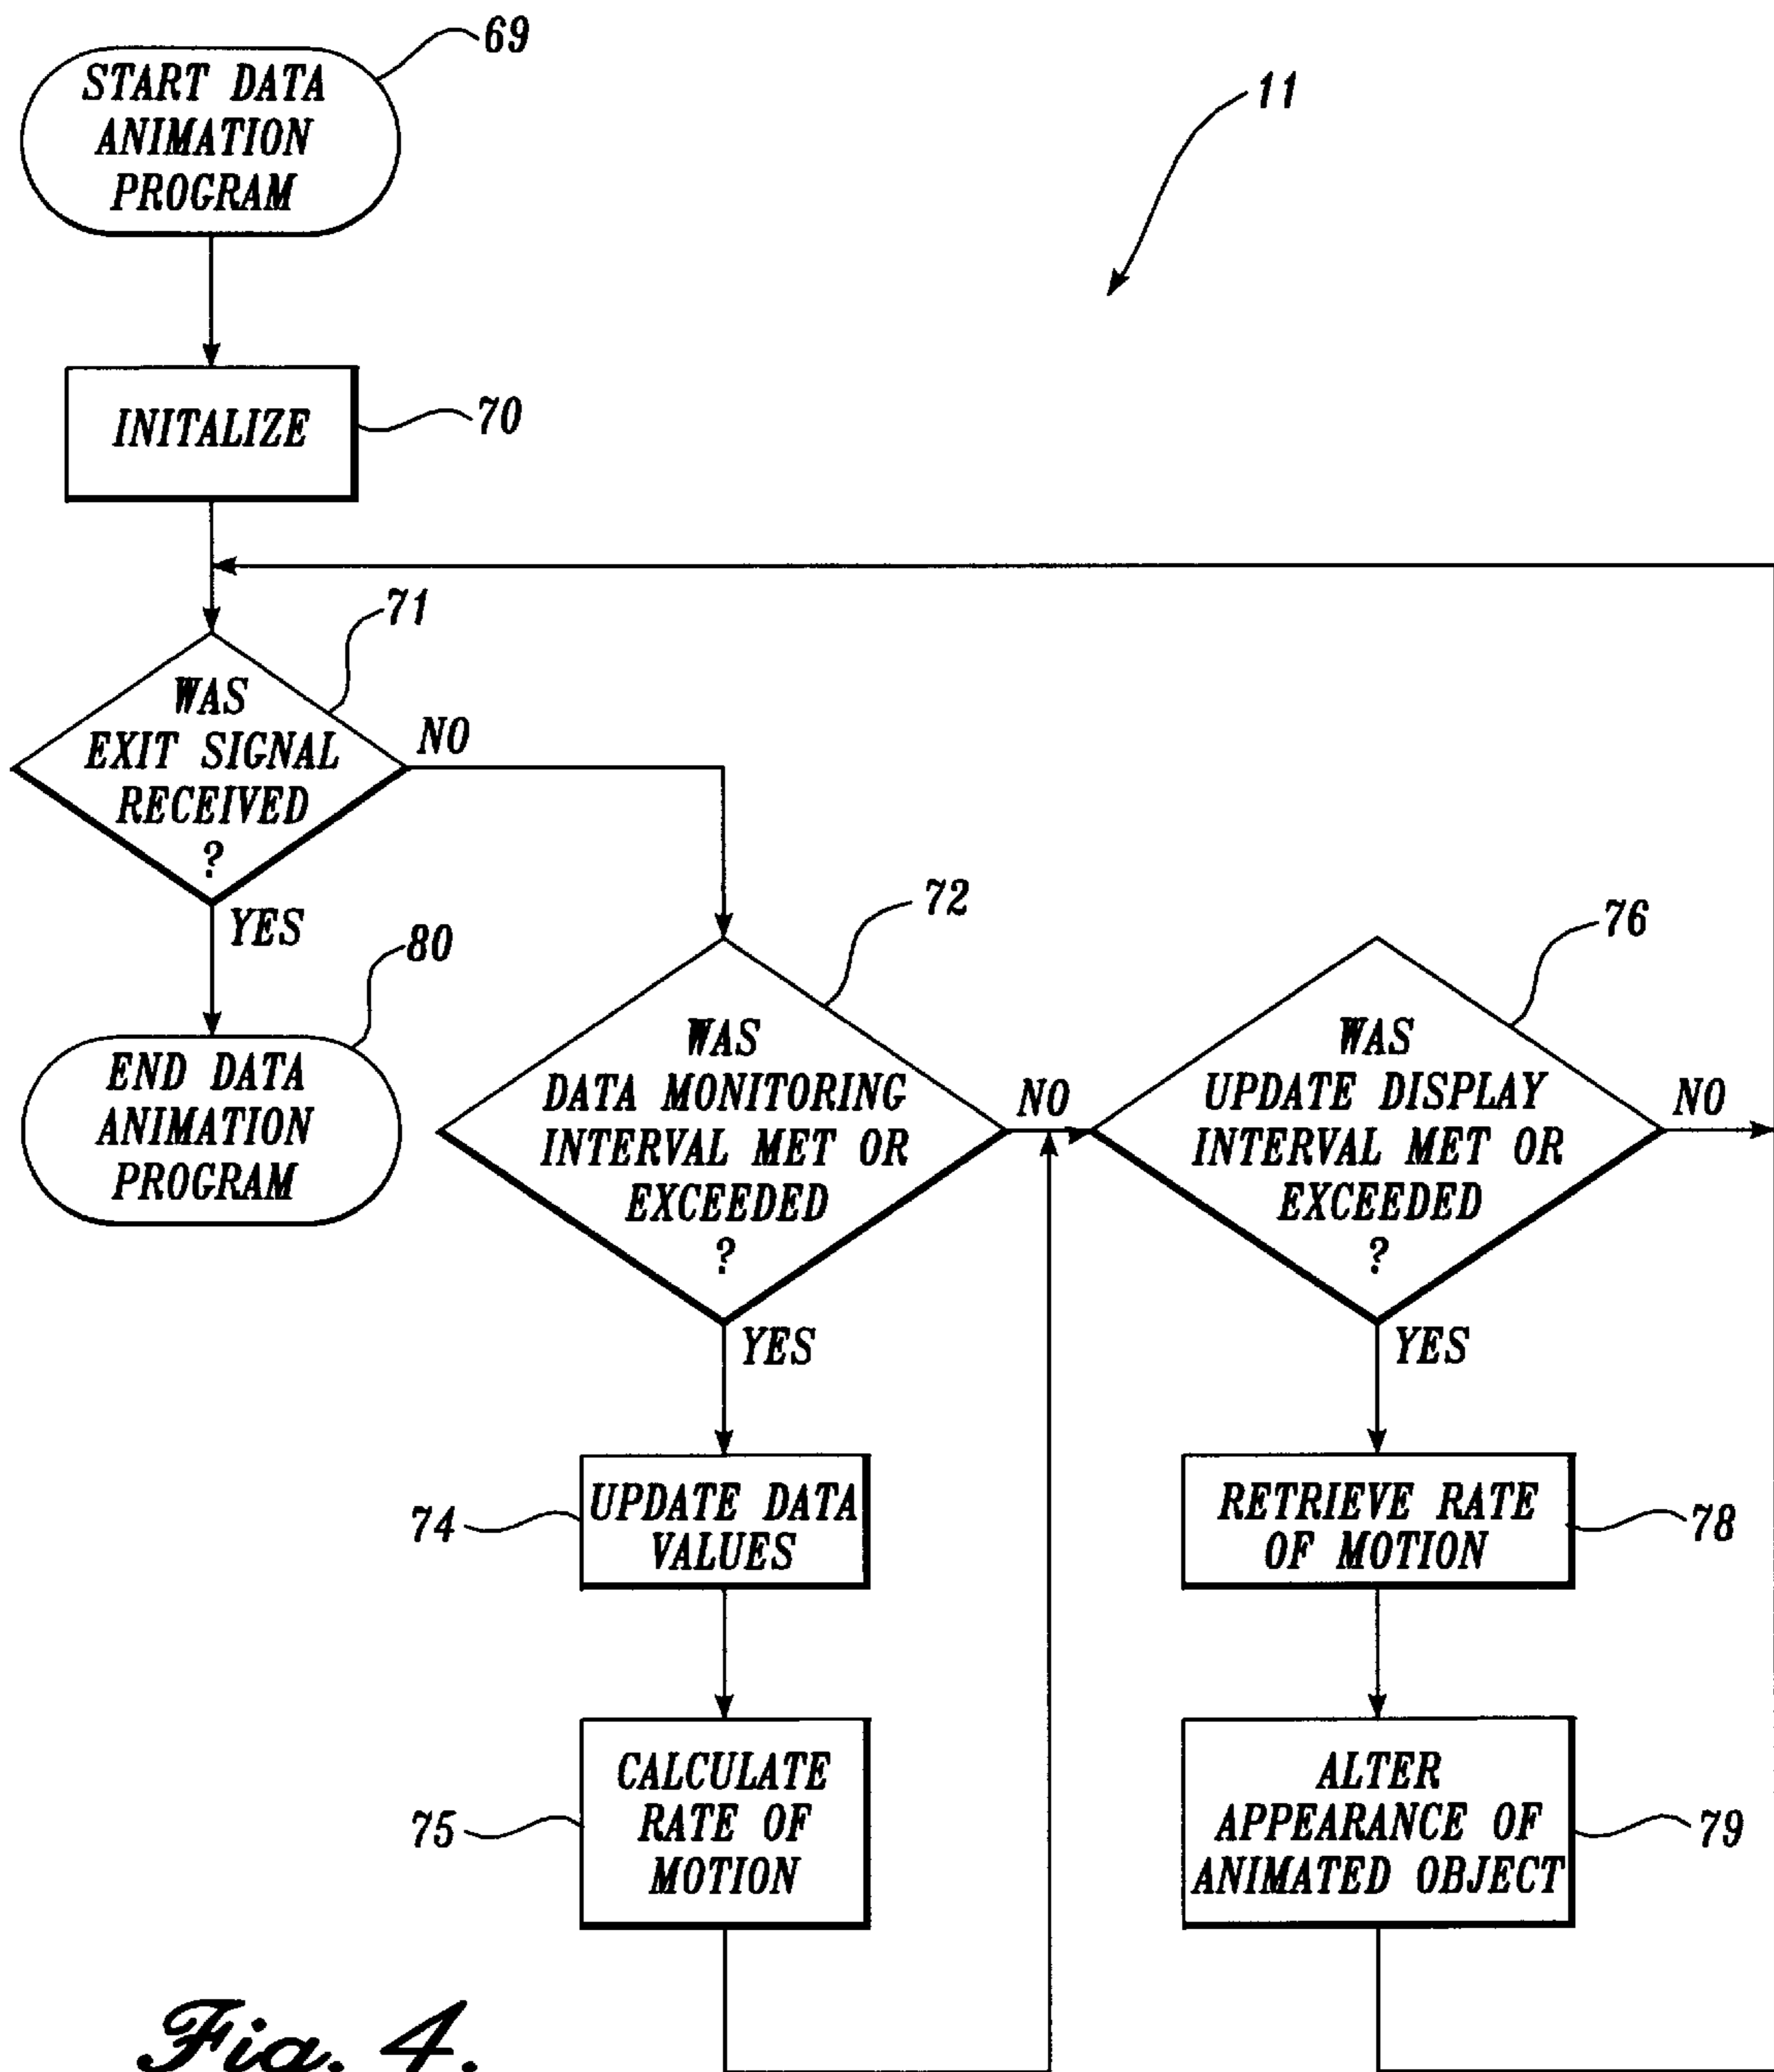 69
START DATA
ANIMATION
PROGRAM
11
INITALIZE
70
71
WAS
EXIT SIGNAL
RECEIVED
?
NO
YES
80
END DATA
ANIMATION
PROGRAM
72
WAS
DATA MONITORING
INTERVAL MET OR
EXCEEDED
?
NO
YES
76
WAS
UPDATE DISPLAY
INTERVAL MET OR
EXCEEDED
?
NO
YES
74
UPDATE DATA
VALUES
RETRIEVE RATE
OF MOTION
78
75
CALCULATE
RATE OF
MOTION
ALTER
APPEARANCE OF
ANIMATED OBJECT
79
Fig. 4.